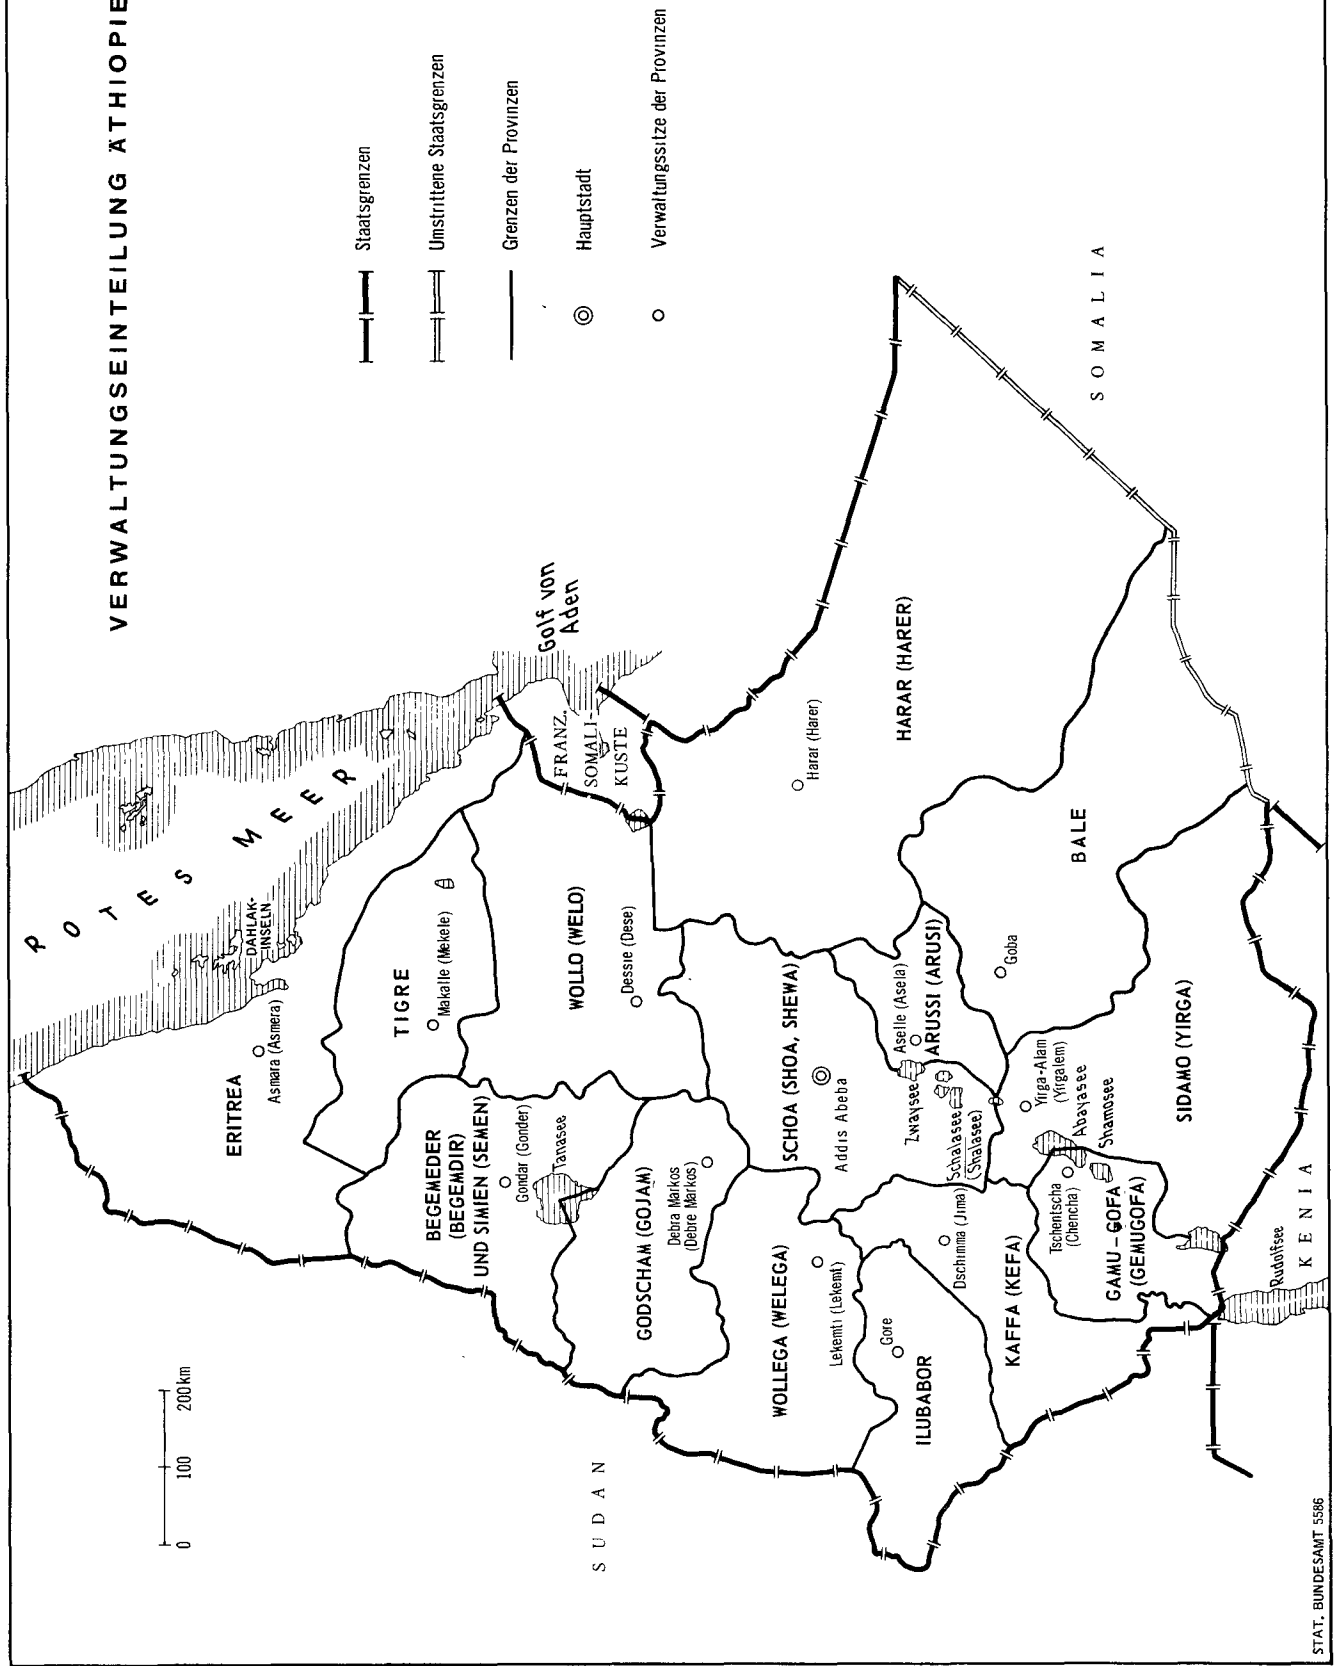 VERWALTUNGSEINTEILUNG ÄTHIOPIE
Staatsgrenzen
Umstrittene Staatsgrenzen
Grenzen der Provinzen
Hauptstadt
Verwaltungssitze der Provinzen
0 100 200km
ROTES MEER
DAHLAK-
INSELN
Golf von
Aden
FRANZ.
SOMALI-
KUSTE
SUDAN
SOMALIA
KENIA
ERITREA
Asmara (Asmera)
TIGRE
Makalle (Mekele)
BEGEMEDER
(BEGEMDIR)
UND SIMIEN (SEMEN)
Gondar (Gonder)
Tanasee
WOLLO (WELO)
Dessie (Dese)
GODSCHAM (GOJAM)
Debra Markos
(Debre Markos)
SCHOA (SHOA, SHEWA)
Addis Abeba
WOLLEGA (WELEGA)
Lekemti (Lekemt)
HARAR (HARER)
Harar (Harer)
Aselle (Asela)
ARUSSI (ARUSI)
Zwaysee
Schalasee
(Shalasee)
ILUBABOR
Gore
Dschimma (Jima)
KAFFA (KEFA)
BALE
Goba
Yirga-Alam
(Yirgalem)
Abayasee
Shamosee
Tschentscha
(Chencha)
GAMU-GOFA
(GEMUGOFA)
SIDAMO (YIRGA)
Rudolfsee
STAT. BUNDESAMT 5586